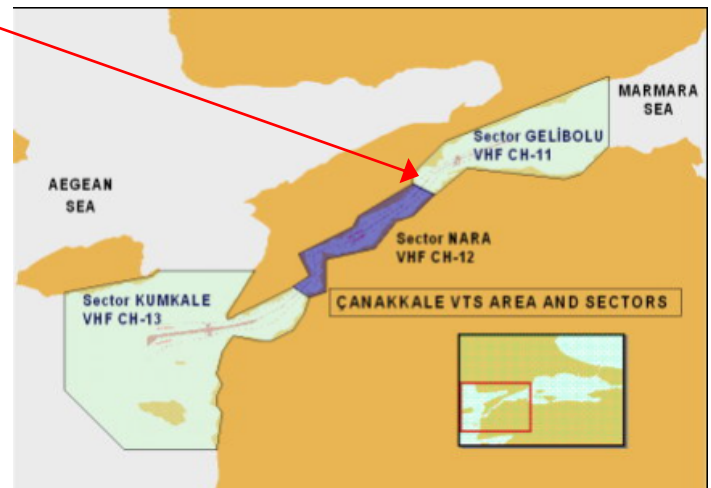 MARMARA
SEA
Sector GELİBOLU
VHF CH-11
AEGEAN
SEA
Sector NARA
VHF CH-12
Sector KUMKALE
VHF CH-13
ÇANAKKALE VTS AREA AND SECTORS